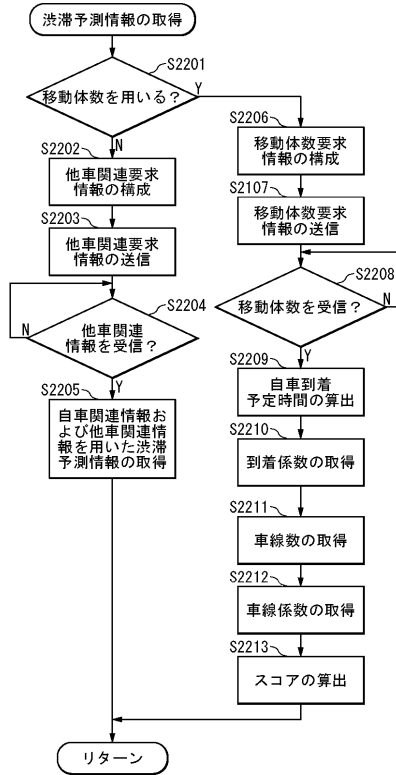 渋滞予測情報の取得
S2201
移動体数を用いる?
Y
N
S2202
他車関連要求
情報の構成
S2203
他車関連要求
情報の送信
S2204
他車関連
情報を受信?
N
Y
S2205
自車関連情報お
よび他車関連情
報を用いた渋滞
予測情報の取得
S2206
移動体数要求
情報の構成
S2107
移動体数要求
情報の送信
S2208
移動体数を受信?
N
Y
S2209
自車到着
予定時間の算出
S2210
到着係数の取得
S2211
車線数の取得
S2212
車線係数の取得
S2213
スコアの算出
リターン